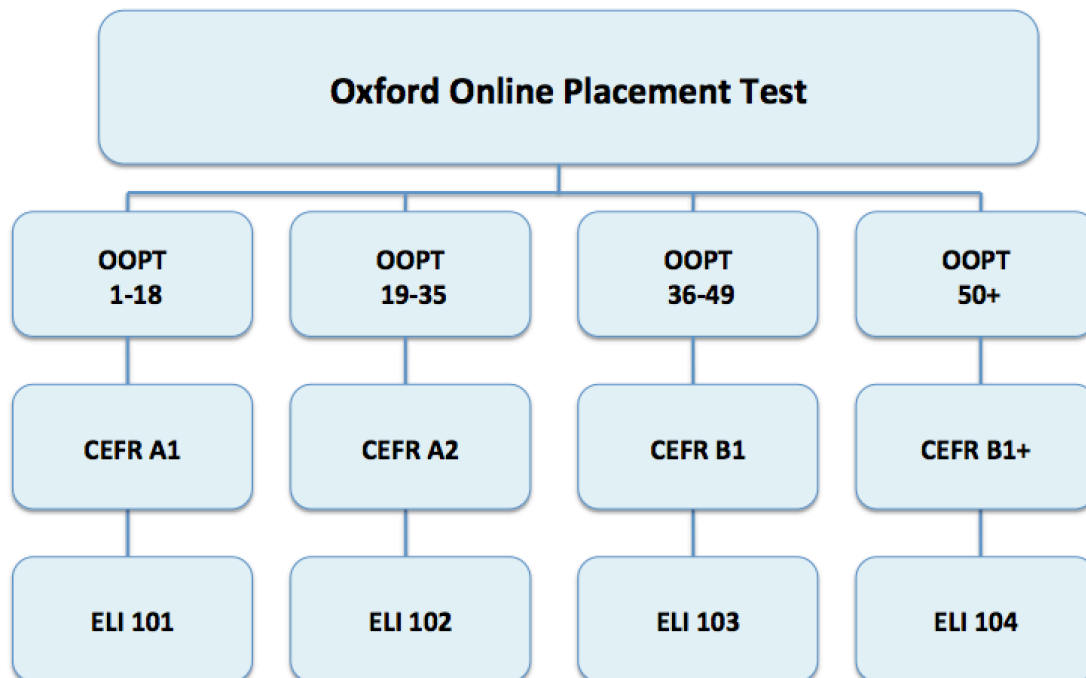 Oxford Online Placement Test
OOPT
1-18
OOPT
19-35
OOPT
36-49
OOPT
50+
CEFR A1
CEFR A2
CEFR B1
CEFR B1+
ELI 101
ELI 102
ELI 103
ELI 104